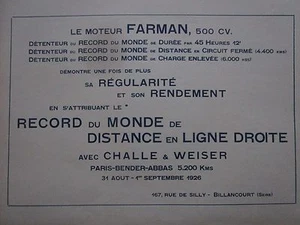 LE MOTEUR FARMAN, 500 CV.
DÉTENTEUR DU RECORD DU MONDE DE DURÉE PAR 45 HEURES 12'
DÉTENTEUR DU RECORD DU MONDE DE DISTANCE EN CIRCUIT FERMÉ (4.400 KMS)
DÉTENTEUR DU RECORD DU MONDE DE CHARGE ENLEVÉE (6.000 KGS)
DÉMONTRE UNE FOIS DE PLUS
SA RÉGULARITÉ
ET SON RENDEMENT
EN S'ATTRIBUANT LE
RECORD DU MONDE DE
DISTANCE EN LIGNE DROITE
AVEC CHALLE & WEISER
PARIS-BENDER-ABBAS 5.200 KMS
31 AOUT - 1ER SEPTEMBRE 1926
167, RUE DE SILLY - BILLANCOURT (SEINE)